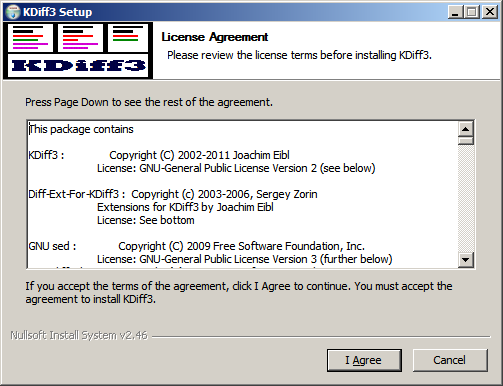 KDiff3 Setup
KDiff3
License Agreement
Please review the license terms before installing KDiff3.
Press Page Down to see the rest of the agreement.
This package contains
KDiff3 : Copyright (C) 2002-2011 Joachim Eibl
License: GNU-General Public License Version 2 (see below)
Diff-Ext-For-KDiff3 : Copyright (c) 2003-2006, Sergey Zorin
Extensions for KDiff3 by Joachim Eibl
License: See bottom
GNU sed : Copyright (C) 2009 Free Software Foundation, Inc.
License: GNU-General Public License Version 3 (further below)
If you accept the terms of the agreement, click I Agree to continue. You must accept the
agreement to install KDiff3.
Nullsoft Install System v2.46
I Agree
Cancel